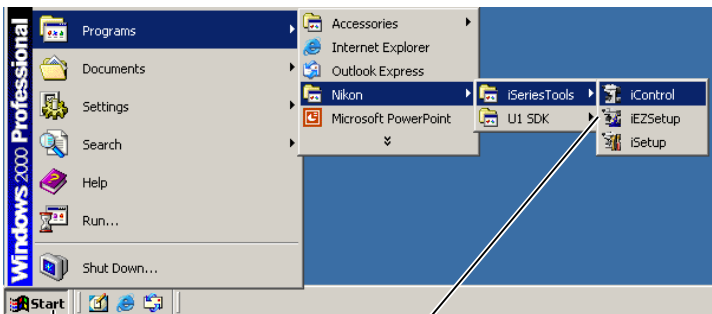 Windows 2000 Professional
Programs
Documents
Settings
Search
Help
Run...
Shut Down...
Accessories
Internet Explorer
Outlook Express
Nikon
Microsoft PowerPoint
iSeriesTools
U1 SDK
iControl
iEZSetup
iSetup
Start